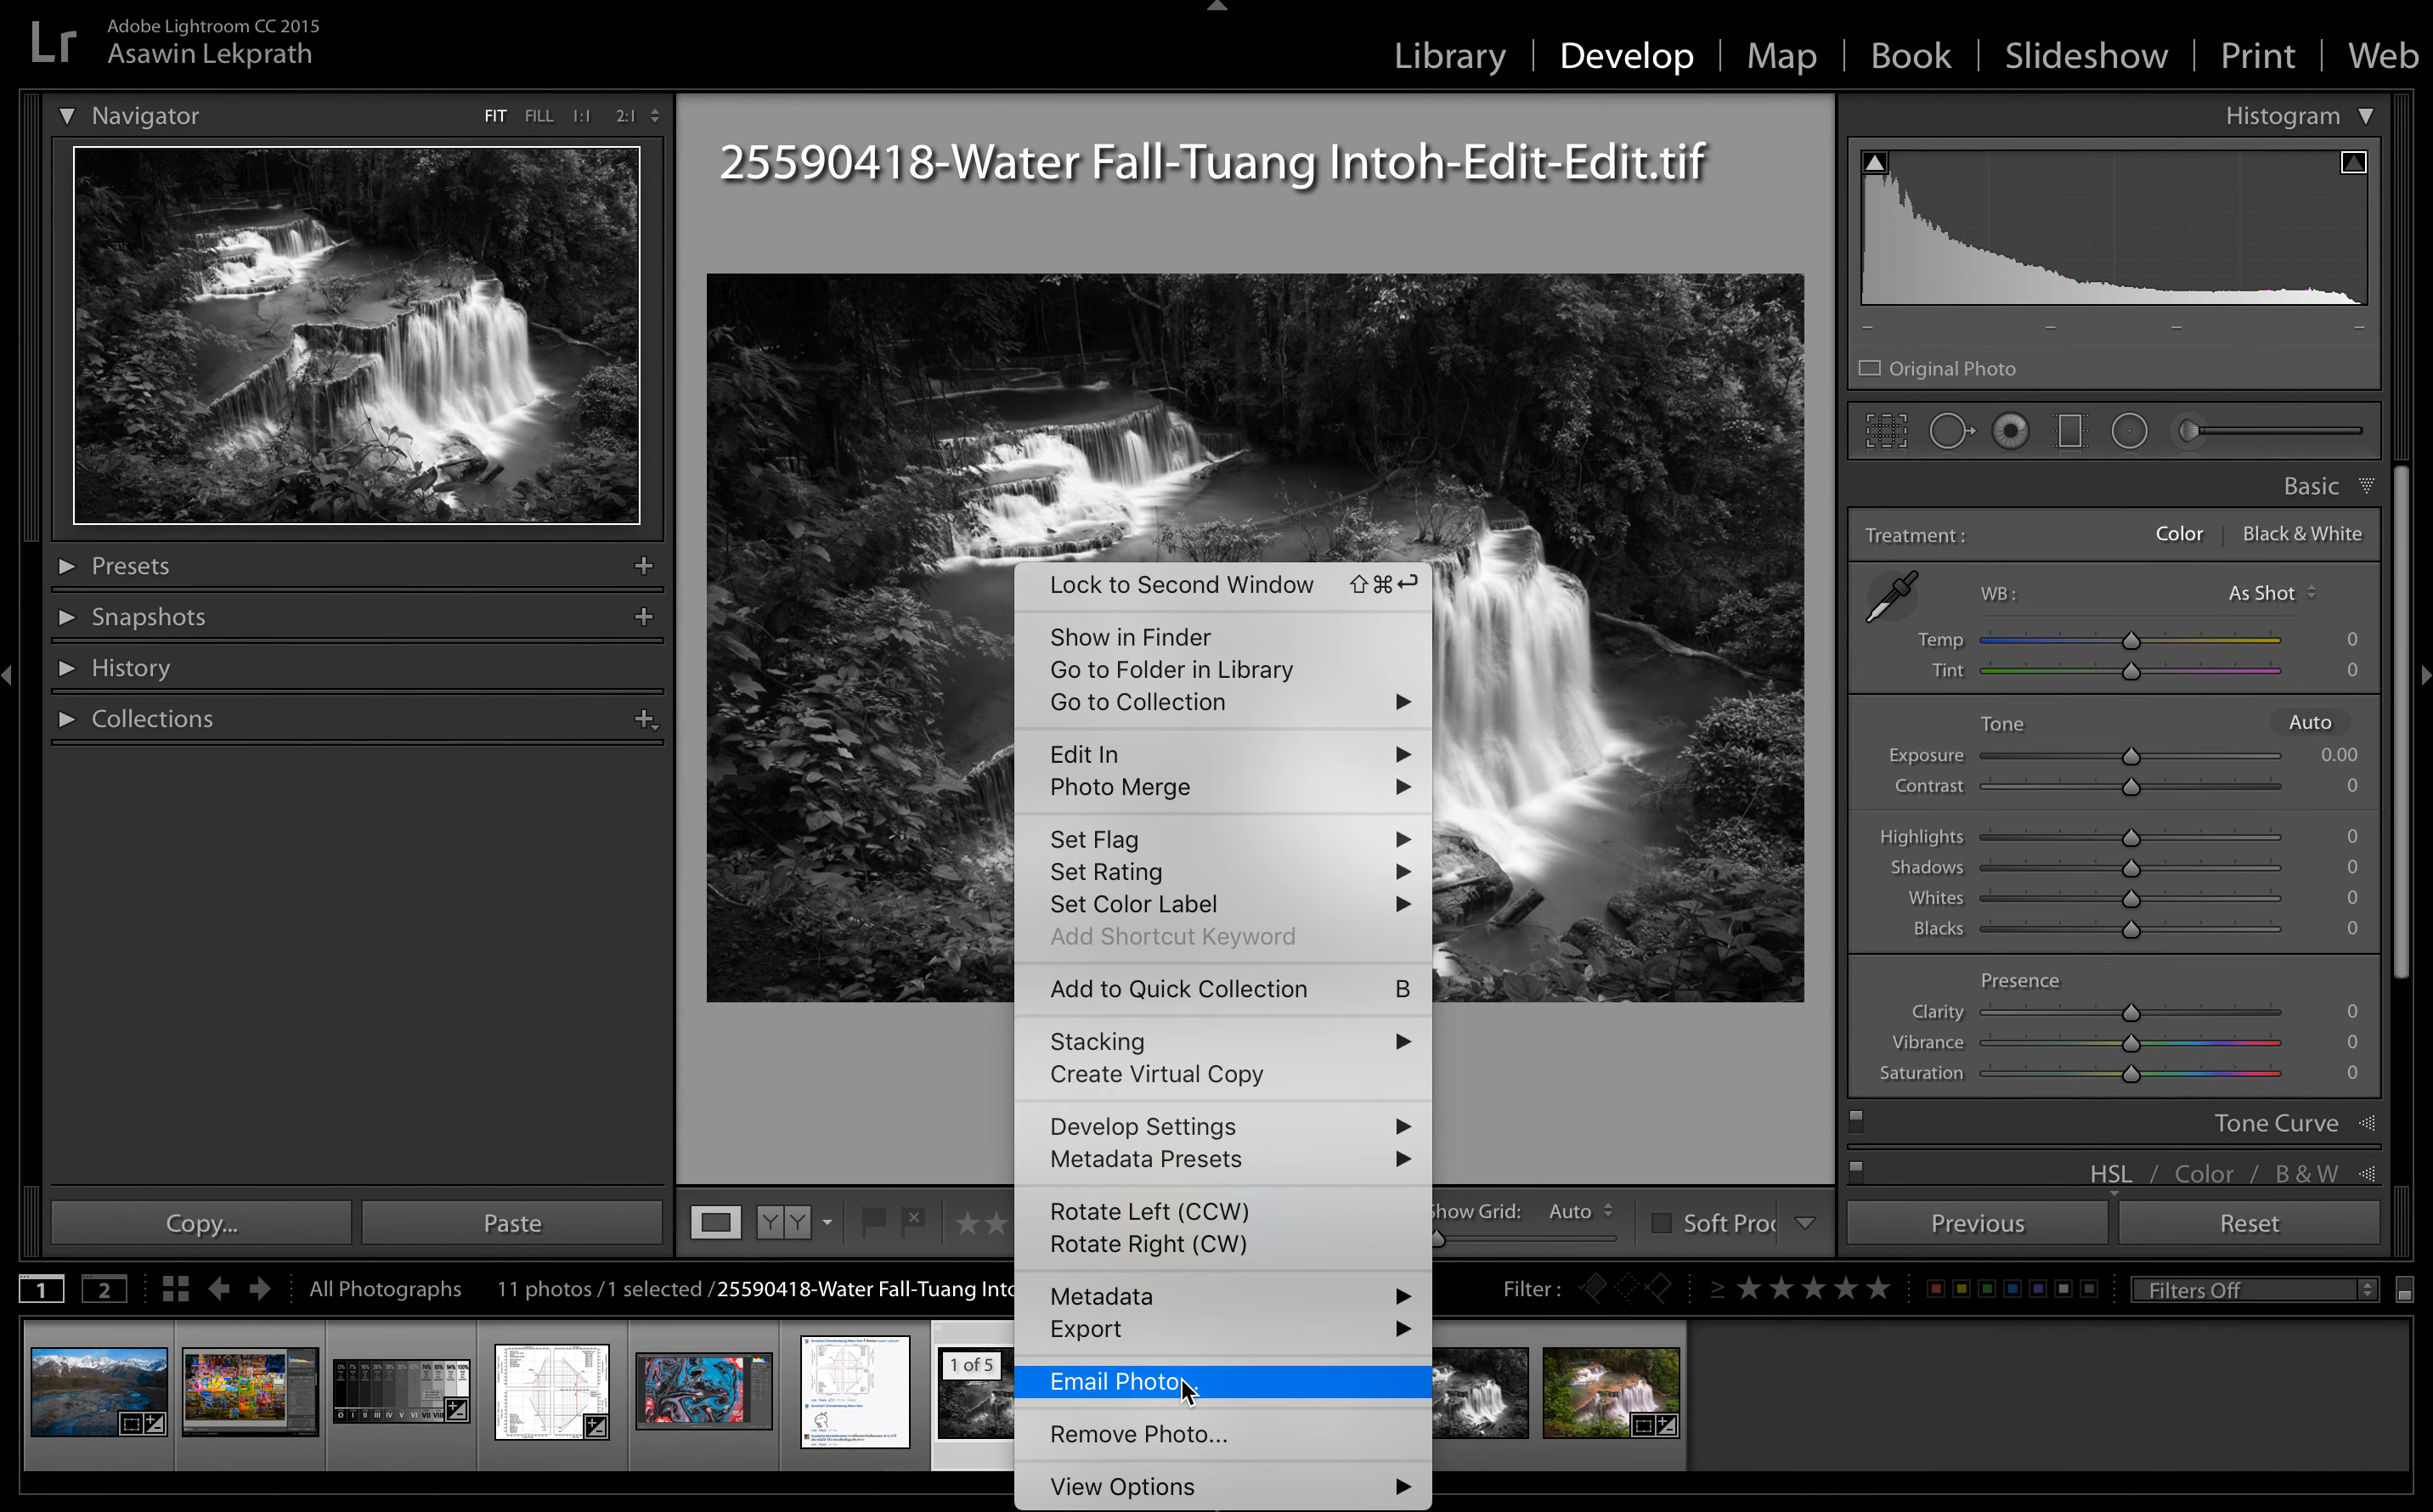 Lr
Adobe Lightroom CC 2015
Asawin Lekprath
Library | Develop | Map | Book | Slideshow | Print | Web
Navigator
FIT FILL 1:1 2:1
25590418-Water Fall-Tuang Intoh-Edit-Edit.tif
Histogram
Original Photo
Presets
Snapshots
History
Collections
Copy...
Paste
Lock to Second Window ⇧⌘↩
Show in Finder
Go to Folder in Library
Go to Collection
Edit In
Photo Merge
Set Flag
Set Rating
Set Color Label
Add Shortcut Keyword
Add to Quick Collection B
Stacking
Create Virtual Copy
Develop Settings
Metadata Presets
Rotate Left (CCW)
Rotate Right (CW)
Metadata
Export
Email Photo...
Remove Photo...
View Options
Basic
Treatment : Color Black & White
WB : As Shot
Temp 0
Tint 0
Tone Auto
Exposure 0.00
Contrast 0
Highlights 0
Shadows 0
Whites 0
Blacks 0
Presence
Clarity 0
Vibrance 0
Saturation 0
Tone Curve
HSL / Color / B & W
Previous
Reset
Y Y
Show Grid: Auto
Soft Proo
1 2
All Photographs
11 photos / 1 selected / 25590418-Water Fall-Tuang Into
Filter :
Filters Off
1 of 5